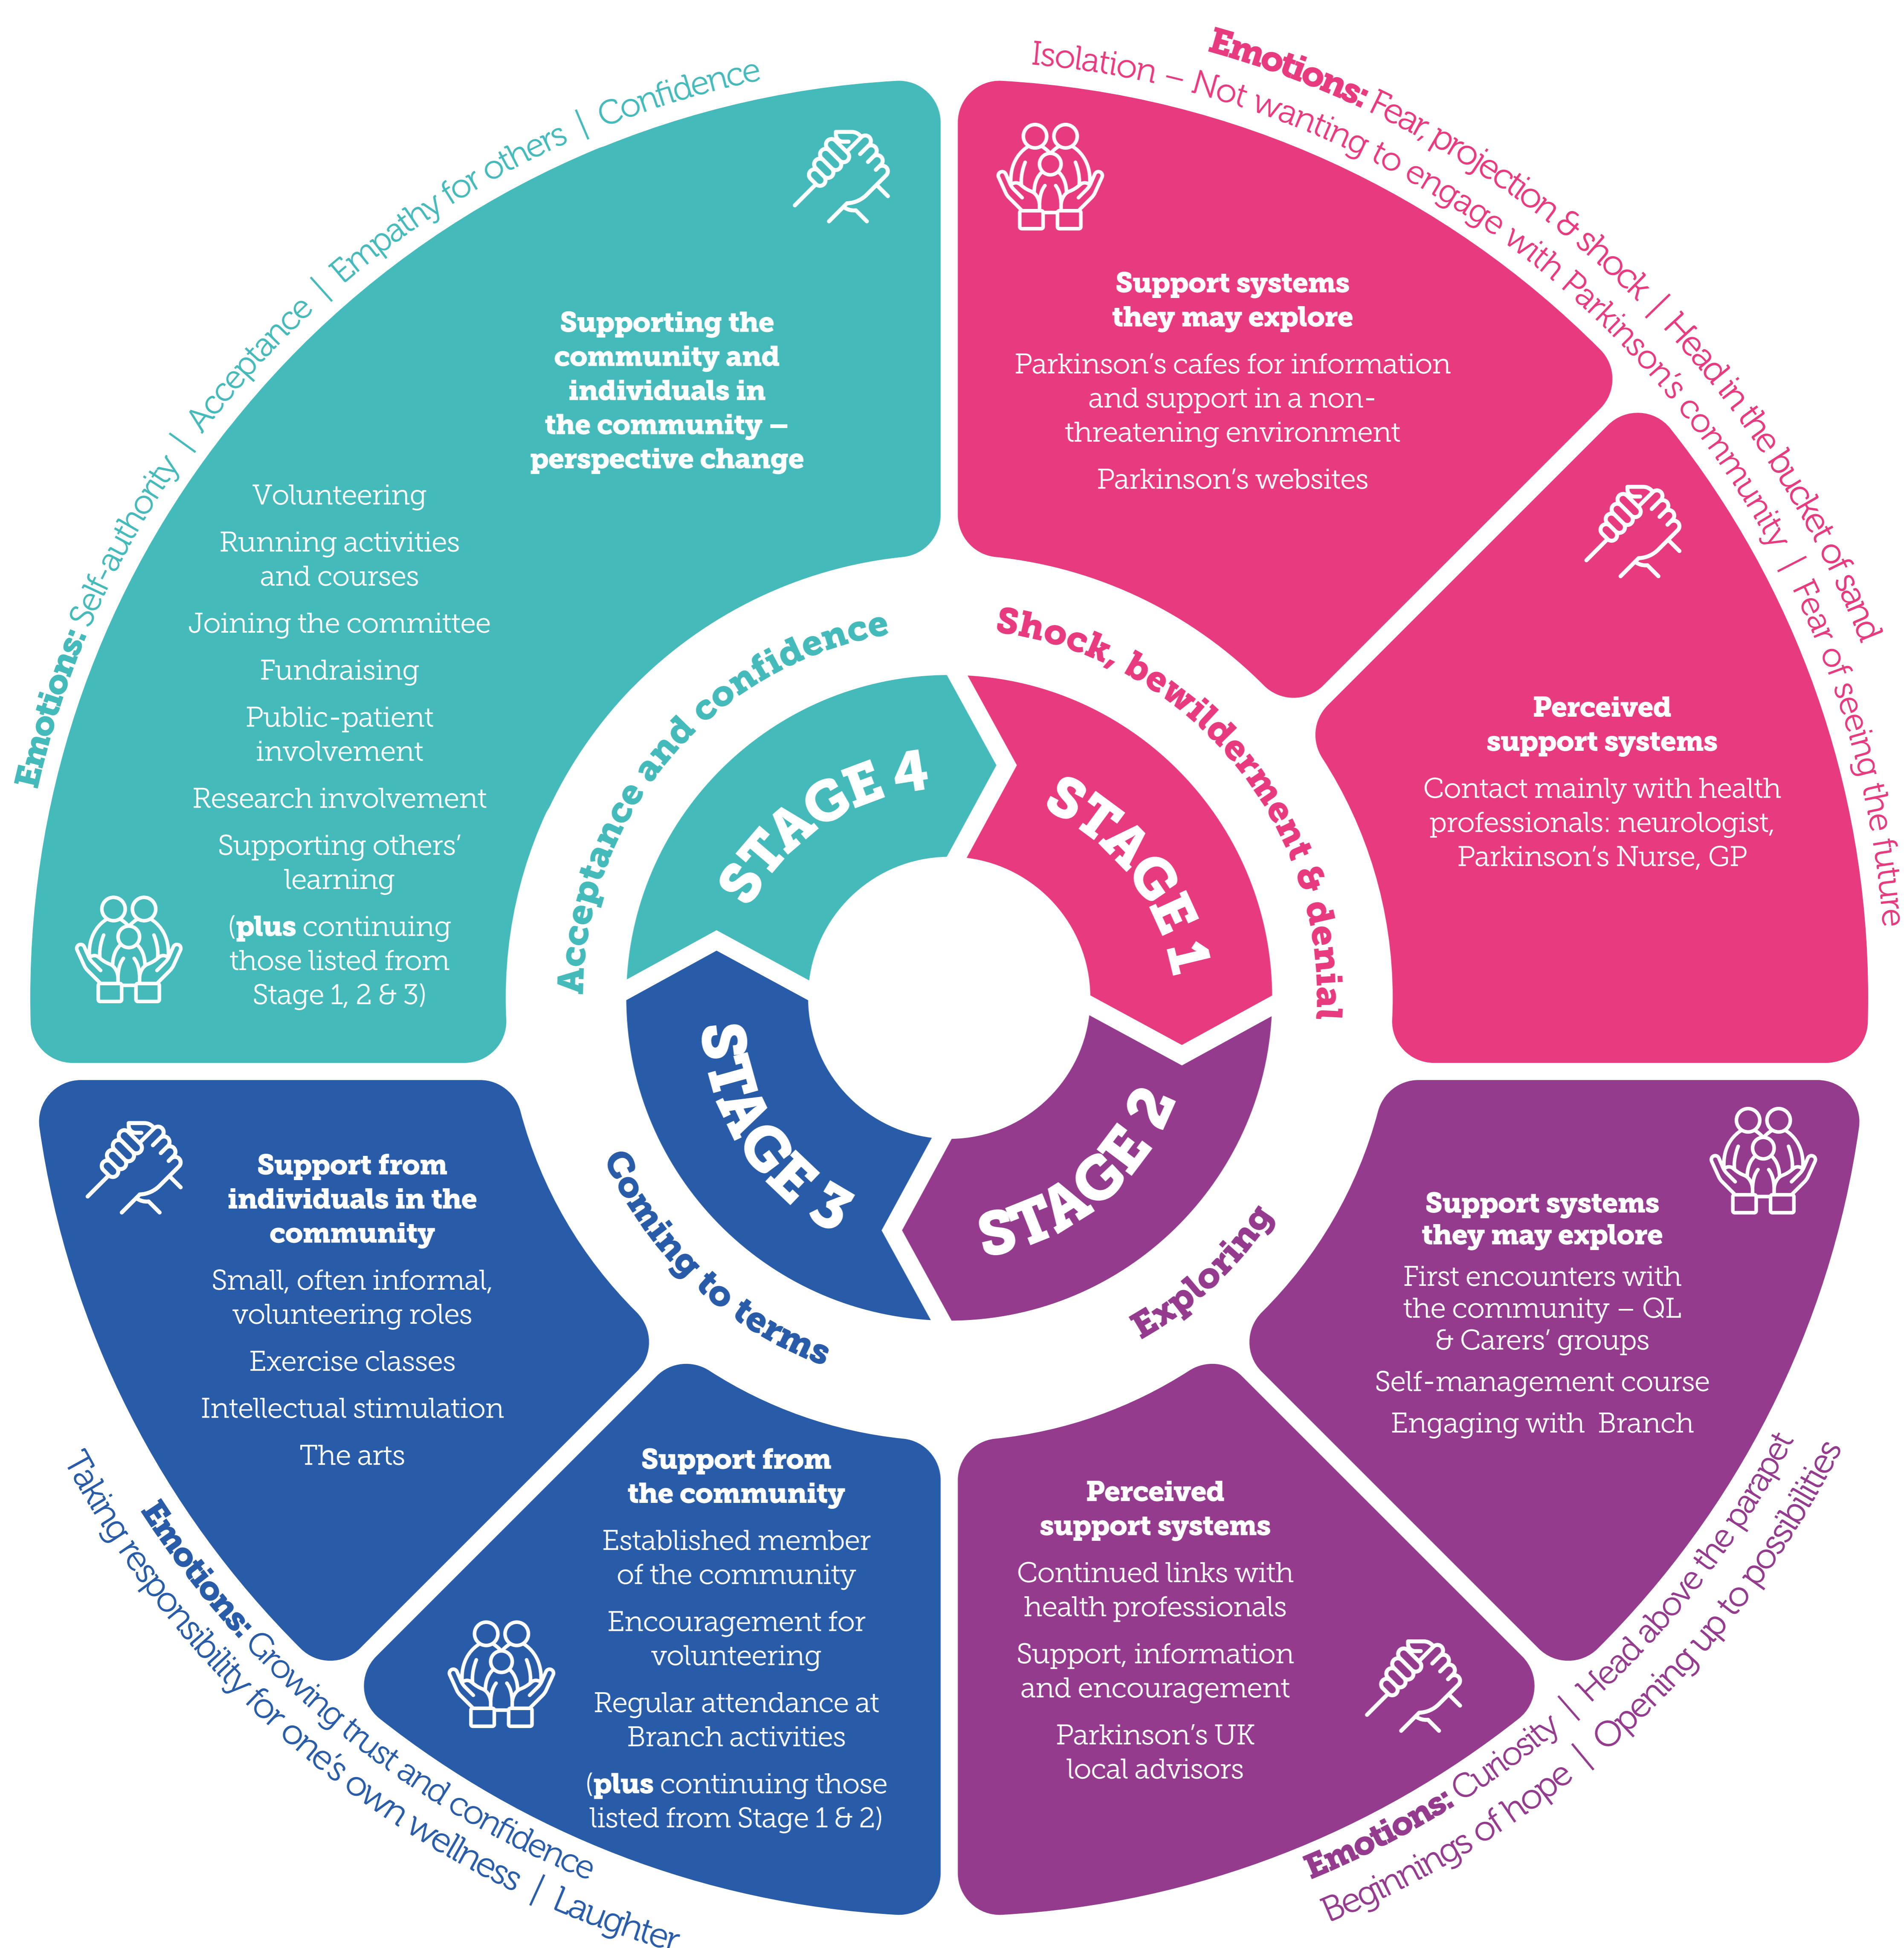 Emotions: Fear, projection & shock | Head in the bucket of sand
Isolation – Not wanting to engage with Parkinson's community | Fear of seeing the future
Support systems
they may explore
Parkinson's cafes for information
and support in a non-
threatening environment
Parkinson's websites
Perceived
support systems
Contact mainly with health
professionals: neurologist,
Parkinson's Nurse, GP
Shock, bewilderment & denial
STAGE 1
STAGE 2
Exploring
Support systems
they may explore
First encounters with
the community – QL
& Carers' groups
Self-management course
Engaging with Branch
Perceived
support systems
Continued links with
health professionals
Support, information
and encouragement
Parkinson's UK
local advisors
Emotions: Curiosity | Head above the parapet
Beginnings of hope | Opening up to possibilities
STAGE 3
Coming to terms
Support from
the community
Established member
of the community
Encouragement for
volunteering
Regular attendance at
Branch activities
(plus continuing those
listed from Stage 1 & 2)
Support from
individuals in the
community
Small, often informal,
volunteering roles
Exercise classes
Intellectual stimulation
The arts
Emotions: Growing trust and confidence
Taking responsibility for one's own wellness | Laughter
STAGE 4
Acceptance and confidence
Supporting the
community and
individuals in
the community –
perspective change
Volunteering
Running activities
and courses
Joining the committee
Fundraising
Public-patient
involvement
Research involvement
Supporting others'
learning
(plus continuing
those listed from
Stage 1, 2 & 3)
Emotions: Self-authority | Acceptance | Empathy for others | Confidence